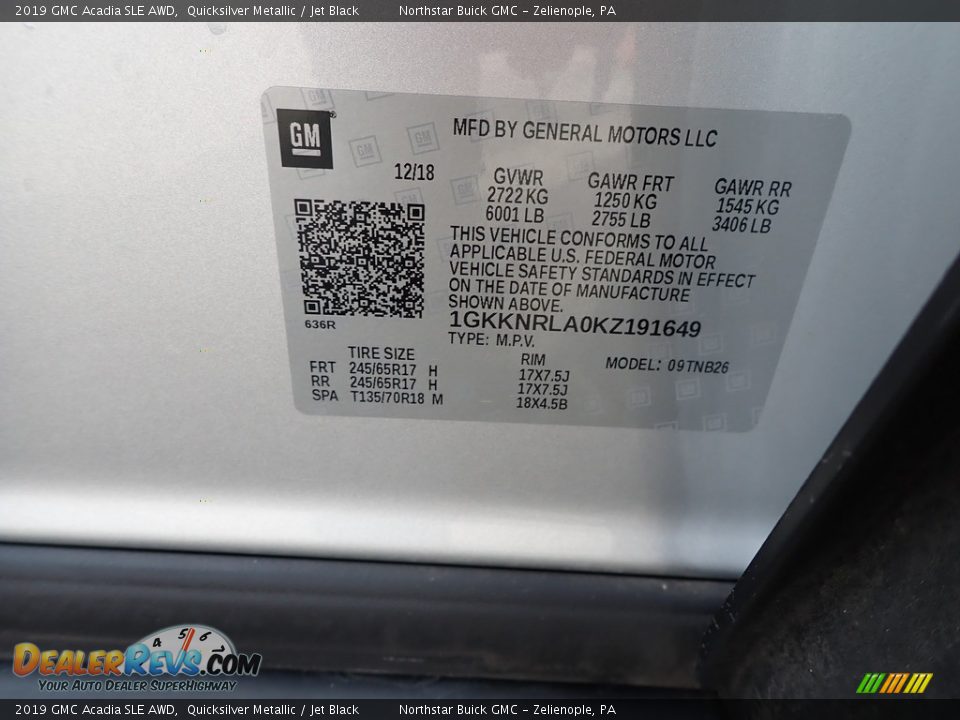 2019 GMC Acadia SLE AWD,  Quicksilver Metallic / Jet Black    Northstar Buick GMC - Zelienople, PA
GM
MFD BY GENERAL MOTORS LLC
12/18
GVWR GAWR FRT GAWR RR
2722 KG 1250 KG 1545 KG
6001 LB 2755 LB 3406 LB
THIS VEHICLE CONFORMS TO ALL
APPLICABLE U.S. FEDERAL MOTOR
VEHICLE SAFETY STANDARDS IN EFFECT
ON THE DATE OF MANUFACTURE
SHOWN ABOVE.
636R
1GKKNRLA0KZ191649
TYPE: M.P.V.
TIRE SIZE RIM MODEL: 09TNB26
FRT 245/65R17 H 17X7.5J
RR 245/65R17 H 17X7.5J
SPA T135/70R18 M 18X4.5B
4 5 6
DealerRevs.com
Your Auto Dealer SuperHighway
2019 GMC Acadia SLE AWD,  Quicksilver Metallic / Jet Black    Northstar Buick GMC - Zelienople, PA